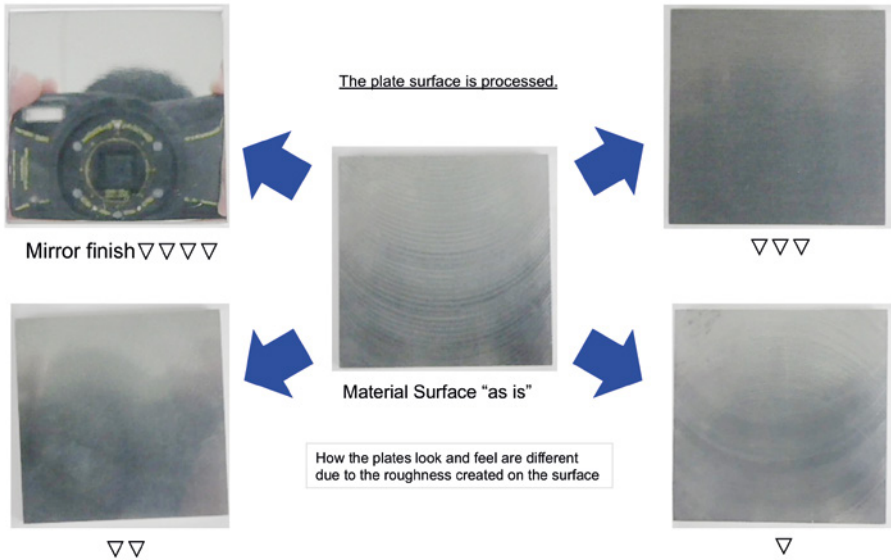 The plate surface is processed.
Mirror finish▽▽▽▽
▽▽▽
Material Surface “as is”
How the plates look and feel are different
due to the roughness created on the surface
▽▽
▽